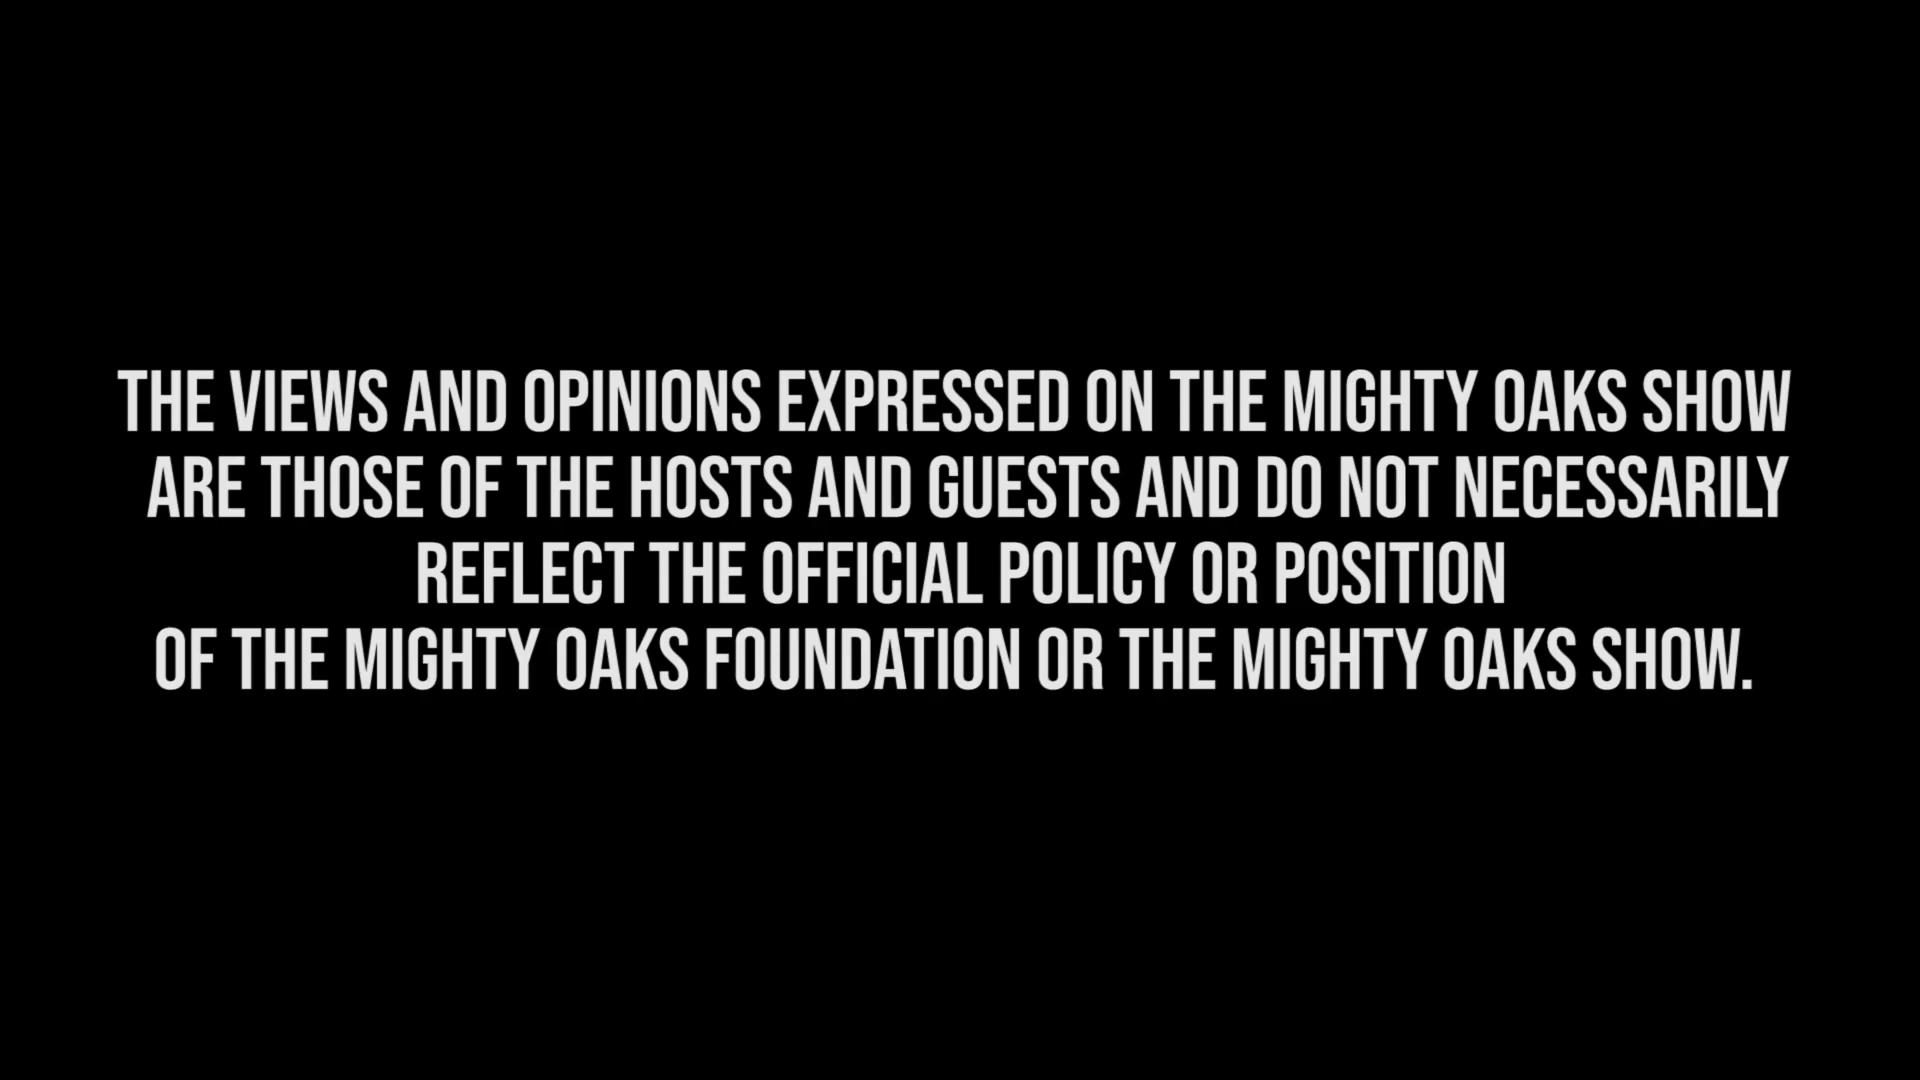 THE VIEWS AND OPINIONS EXPRESSED ON THE MIGHTY OAKS SHOW
ARE THOSE OF THE HOSTS AND GUESTS AND DO NOT NECESSARILY
REFLECT THE OFFICIAL POLICY OR POSITION
OF THE MIGHTY OAKS FOUNDATION OR THE MIGHTY OAKS SHOW.